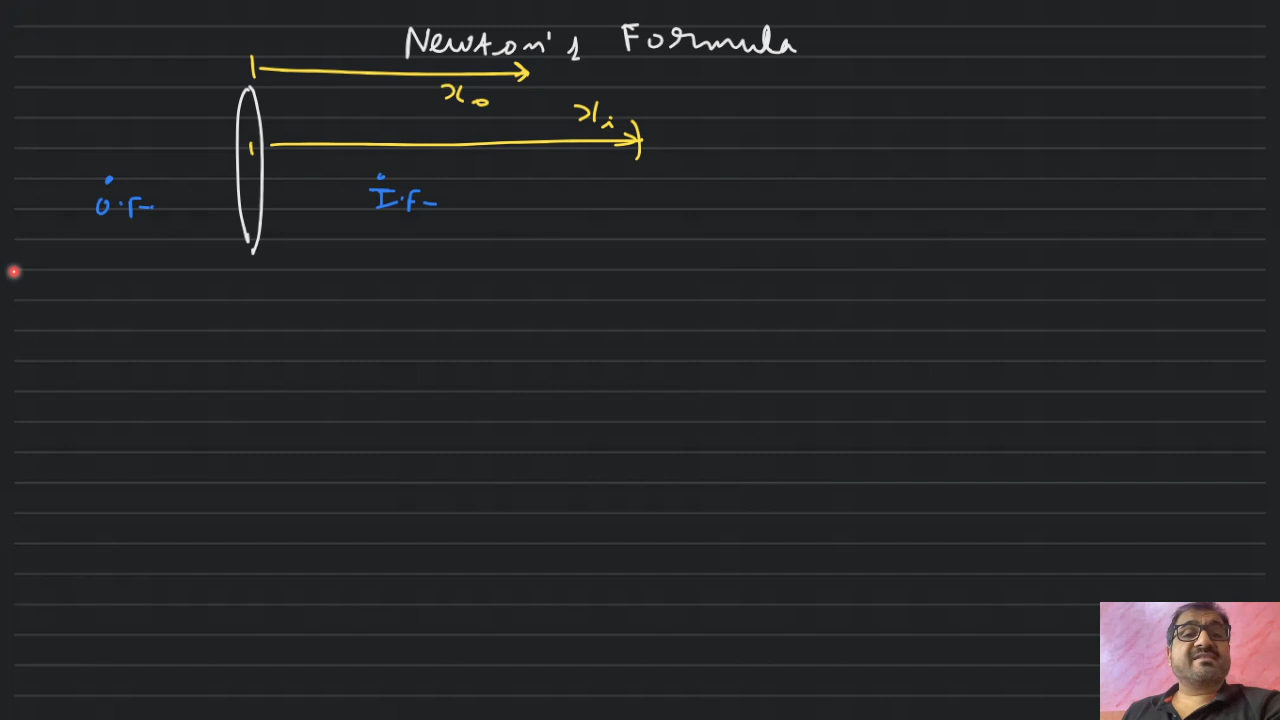 Newton's Formula
x₀
xᵢ
O.F
I.F